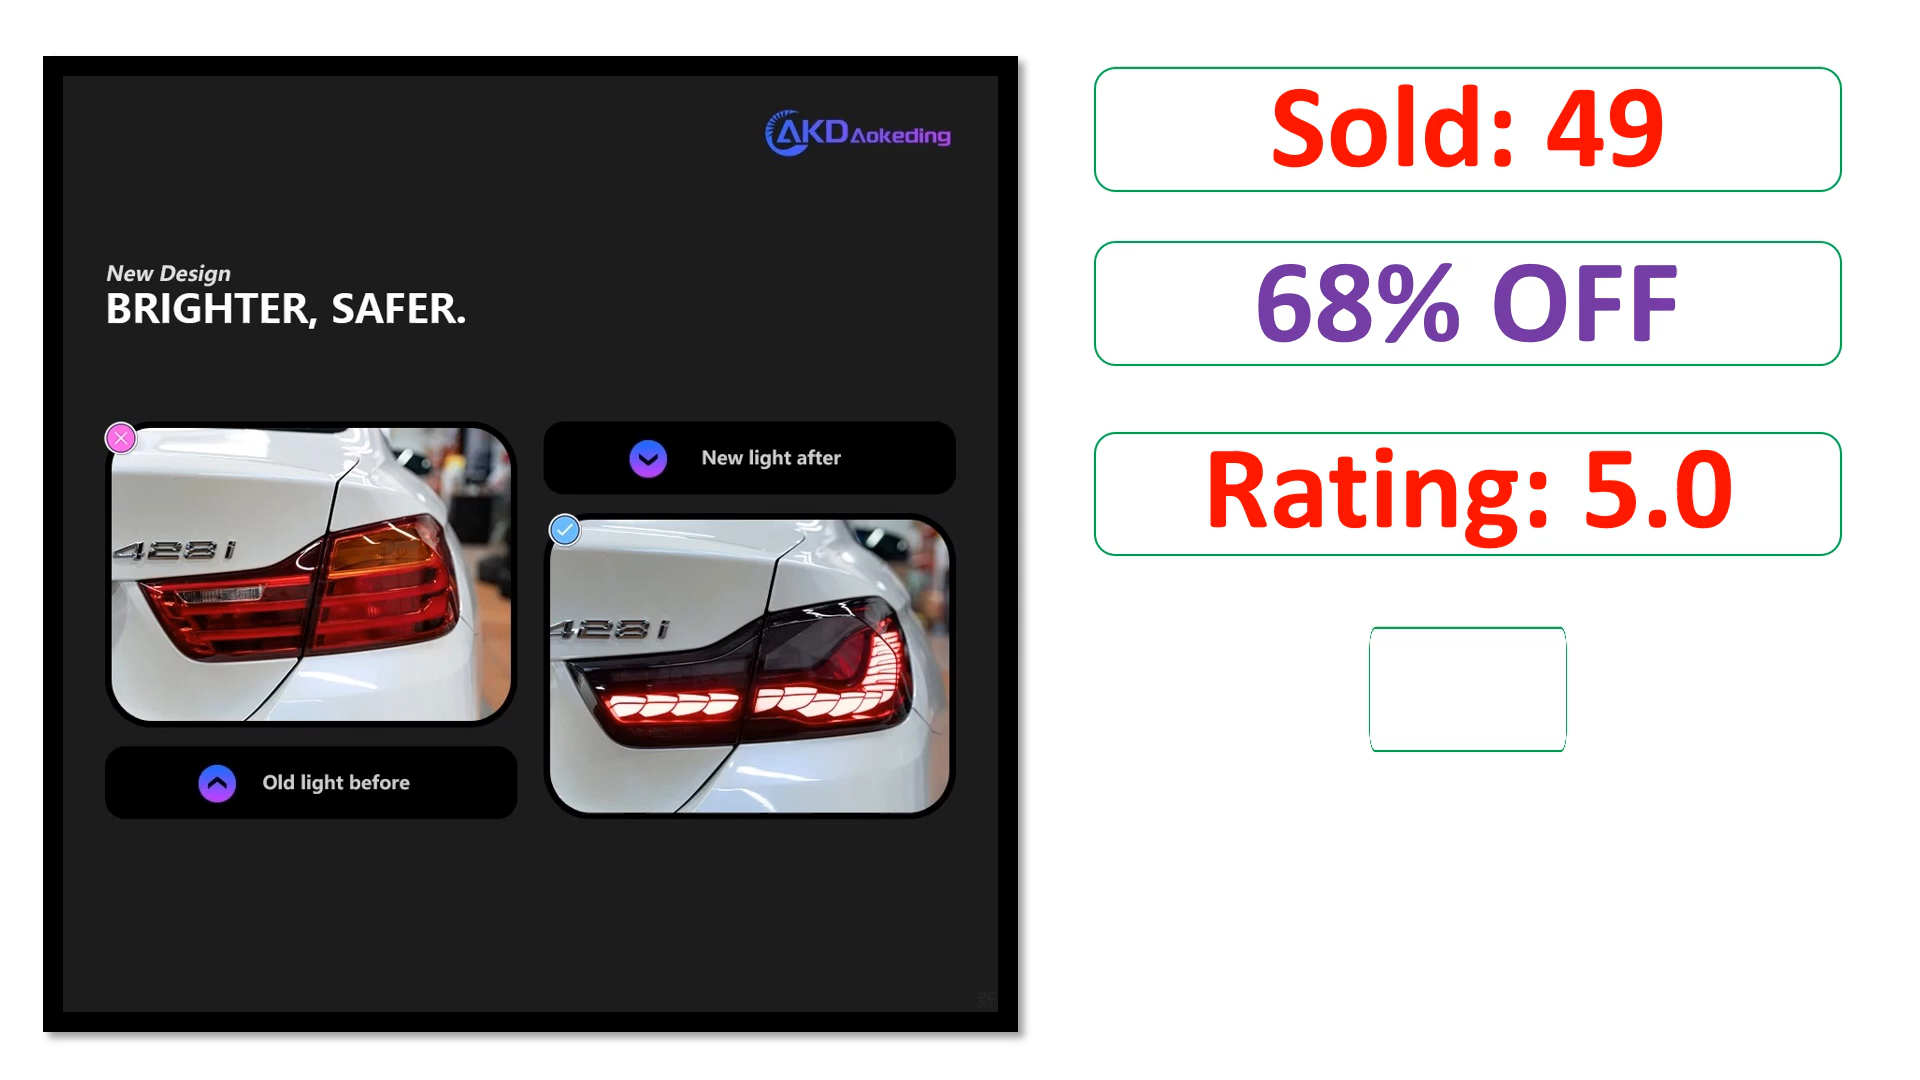 AKD Aokeding
New Design
BRIGHTER, SAFER.
428i
New light after
428i
Old light before
Sold: 49
68% OFF
Rating: 5.0